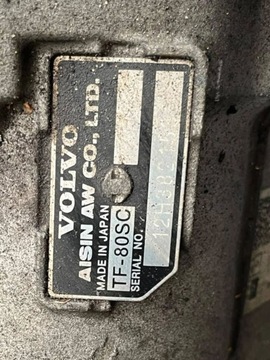 VOLVO
AISIN AW CO., LTD.
MADE IN JAPAN
TF-80SC
SERIAL NO.